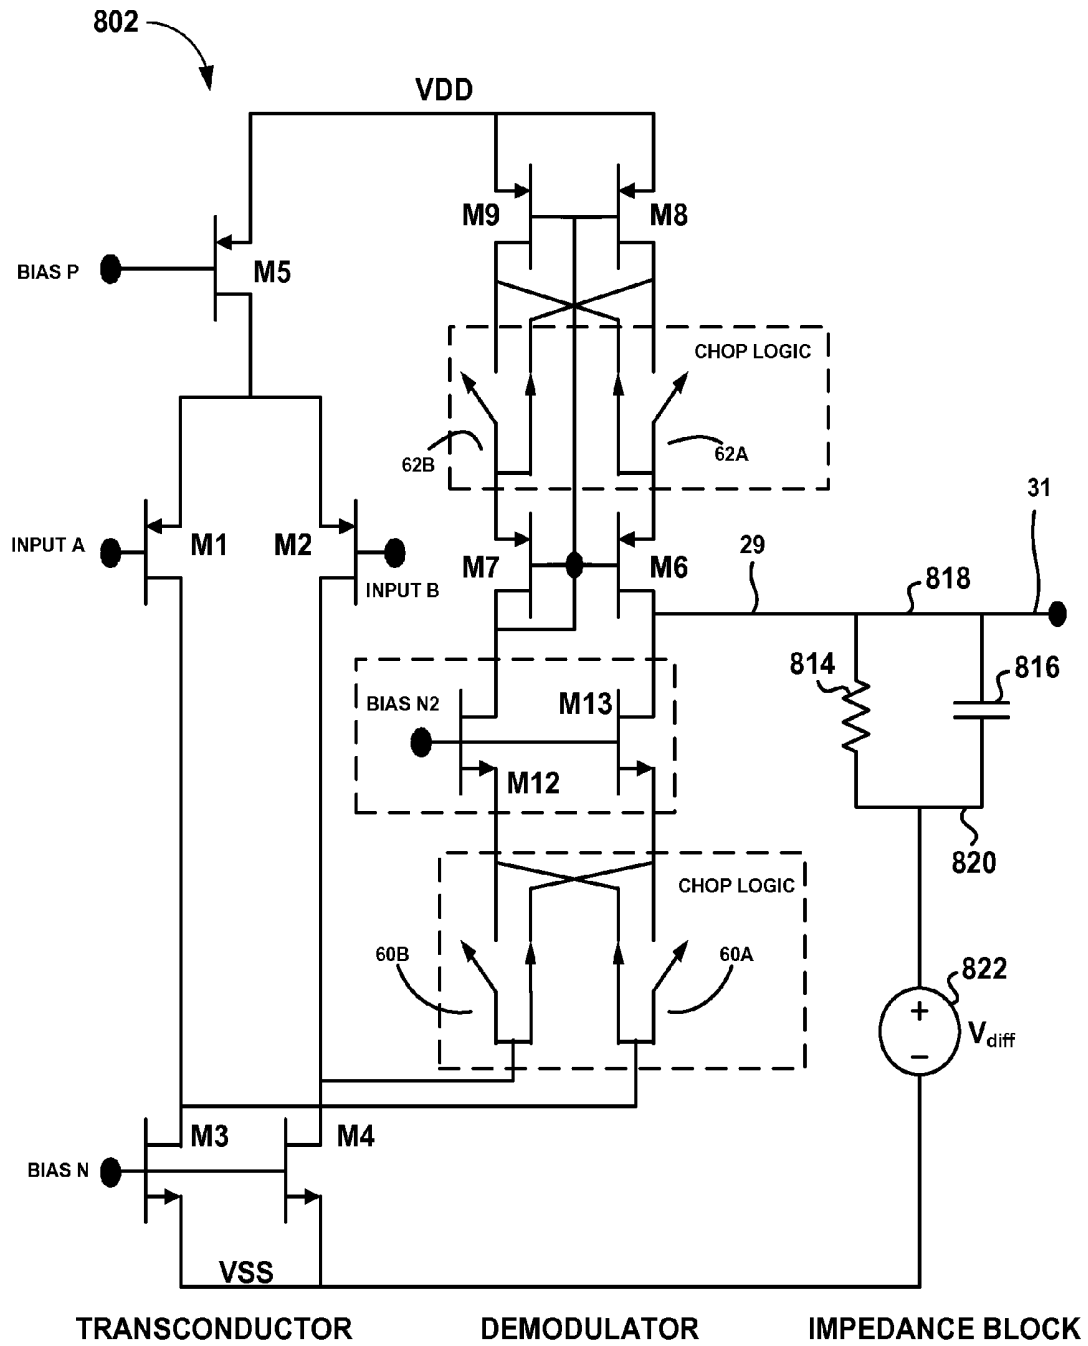 802
VDD
M9
M8
BIAS P
M5
CHOP LOGIC
62B
62A
31
INPUT A
M1
M2
INPUT B
M7
M6
29
818
814
816
BIAS N2
M13
M12
820
CHOP LOGIC
60B
60A
822
Vdiff
+
−
M3
M4
BIAS N
VSS
TRANSCONDUCTOR
DEMODULATOR
IMPEDANCE BLOCK